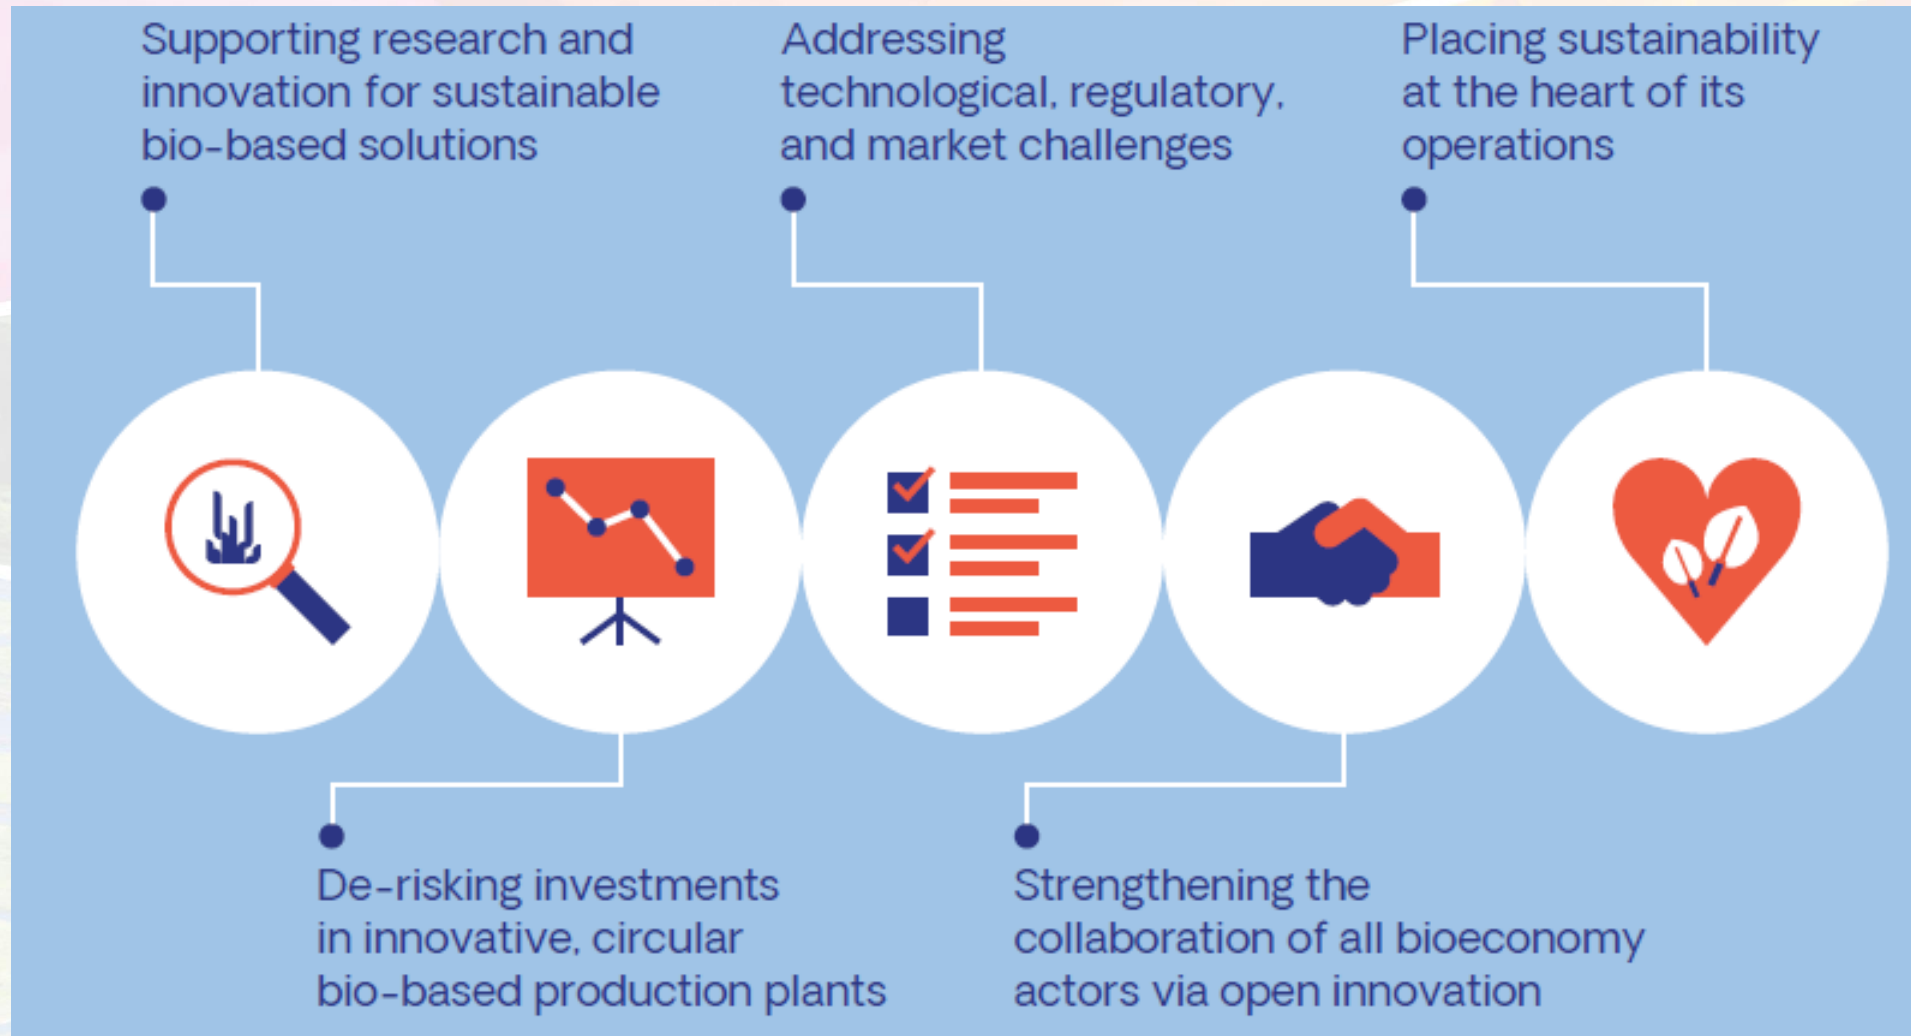 Supporting research and
innovation for sustainable
bio-based solutions
Addressing
technological, regulatory,
and market challenges
Placing sustainability
at the heart of its
operations
De-risking investments
in innovative, circular
bio-based production plants
Strengthening the
collaboration of all bioeconomy
actors via open innovation